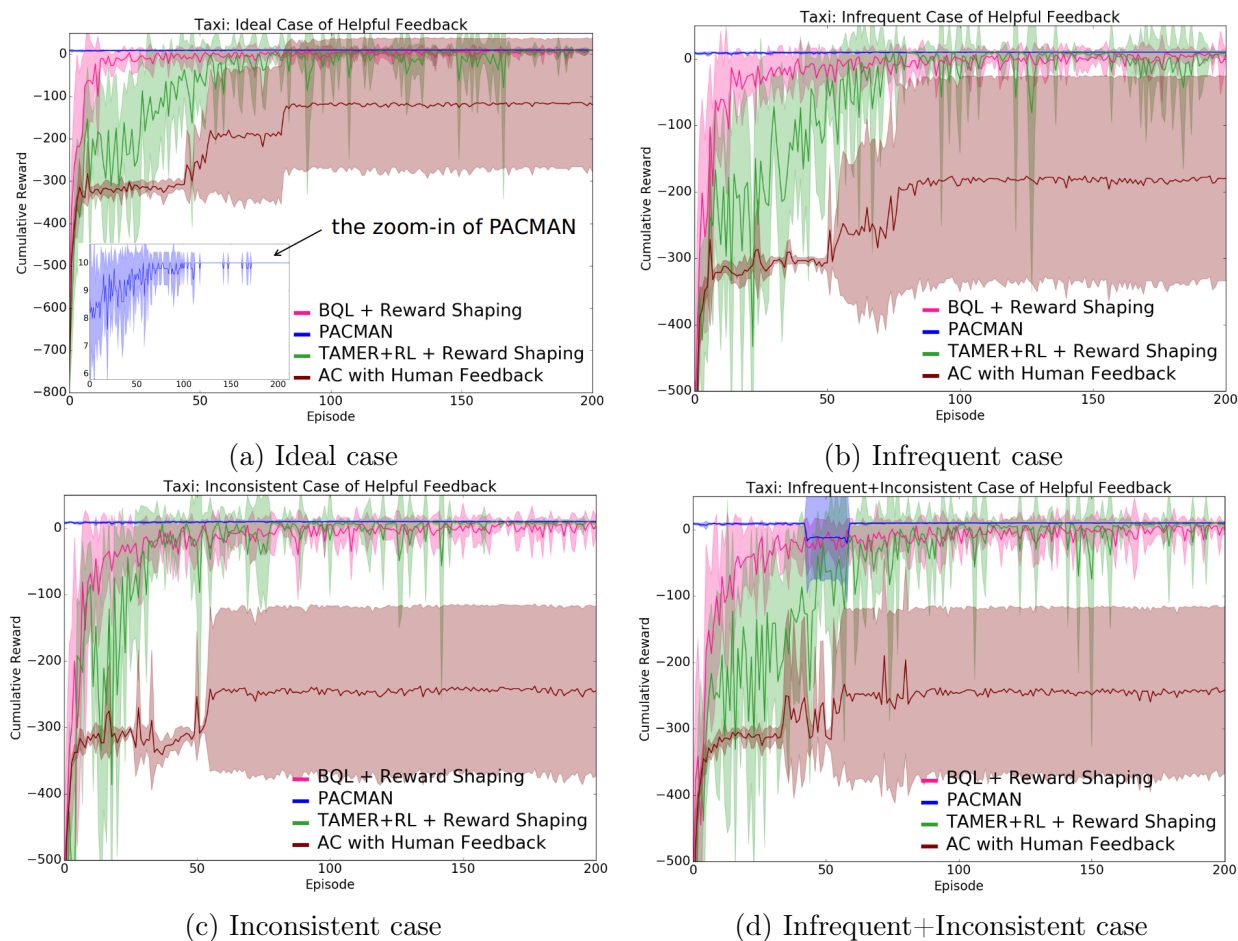 Taxi: Ideal Case of Helpful Feedback
0
−100
−200
−300
−400
−500
−600
−700
−800
Cumulative Reward
the zoom-in of PACMAN
10
9
8
7
6
0 50 100 150 200
BQL + Reward Shaping
PACMAN
TAMER+RL + Reward Shaping
AC with Human Feedback
0 50 100 150 200
Episode
(a) Ideal case
Taxi: Infrequent Case of Helpful Feedback
0
−100
−200
−300
−400
−500
Cumulative Reward
BQL + Reward Shaping
PACMAN
TAMER+RL + Reward Shaping
AC with Human Feedback
0 50 100 150 200
Episode
(b) Infrequent case
Taxi: Inconsistent Case of Helpful Feedback
0
−100
−200
−300
−400
−500
Cumulative Reward
BQL + Reward Shaping
PACMAN
TAMER+RL + Reward Shaping
AC with Human Feedback
0 50 100 150 200
Episode
(c) Inconsistent case
Taxi: Infrequent+Inconsistent Case of Helpful Feedback
0
−100
−200
−300
−400
−500
Cumulative Reward
BQL + Reward Shaping
PACMAN
TAMER+RL + Reward Shaping
AC with Human Feedback
0 50 100 150 200
Episode
(d) Infrequent+Inconsistent case